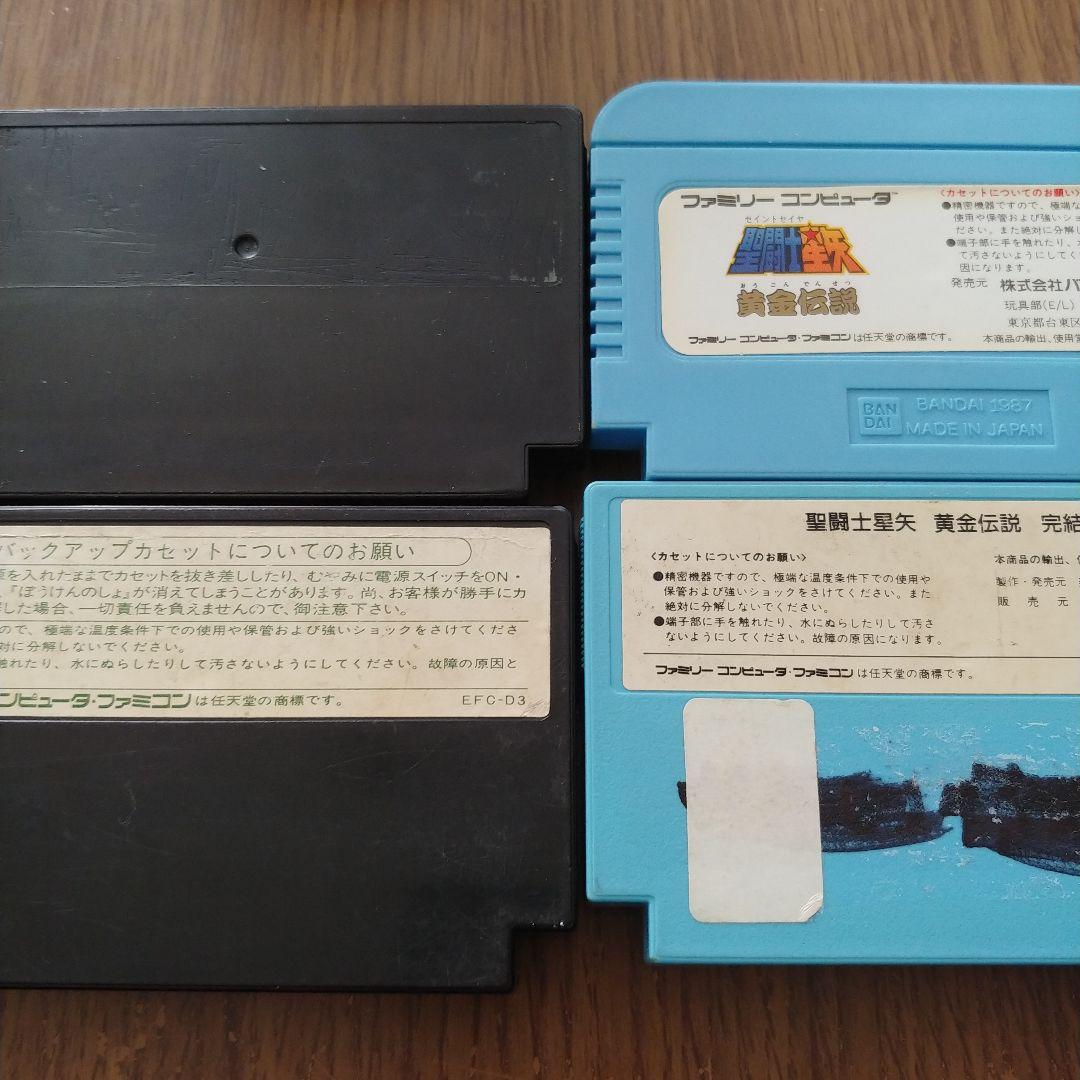 バックアップカセットについてのお願い
源を入れたままでカセットを抜き差ししたり、むやみに電源スイッチをON・
、『ぼうけんのしょ』が消えてしまうことがあります。尚、お客様が勝手にカ
した場合、一切責任を負えませんので、御注意下さい。
ので、極端な温度条件下での使用や保管および強いショックをさけてくださ
対に分解しないでください。
触れたり、水にぬらしたりして汚さないようにしてください。故障の原因と
ンピュータ・ファミコンは任天堂の商標です。
EFC-D3
ファミリー コンピュータ™
セイントセイヤ
聖闘士星矢
おうごんでんせつ
黄金伝説
〈カセットについてのお願い〉
●精密機器ですので、極端な
使用や保管および強いショ
ださい。また絶対に分解し
●端子部に手を触れたり、水
て汚さないようにしてく
因になります。
発売元 株式会社バ
玩具部(E/L)
東京都台東区
ファミリー コンピュータ・ファミコンは任天堂の商標です。
本商品の輸出、使用営
BAN
DAI
BANDAI 1987
MADE IN JAPAN
聖闘士星矢 黄金伝説 完結
〈カセットについてのお願い〉
●精密機器ですので、極端な温度条件下での使用や
保管および強いショックをさけてください。また
絶対に分解しないでください。
●端子部に手を触れたり、水にぬらしたりして汚さ
ないようにしてください。故障の原因になります。
本商品の輸出、
製作・発売元
販売元
ファミリー コンピュータ・ファミコンは任天堂の商標です。